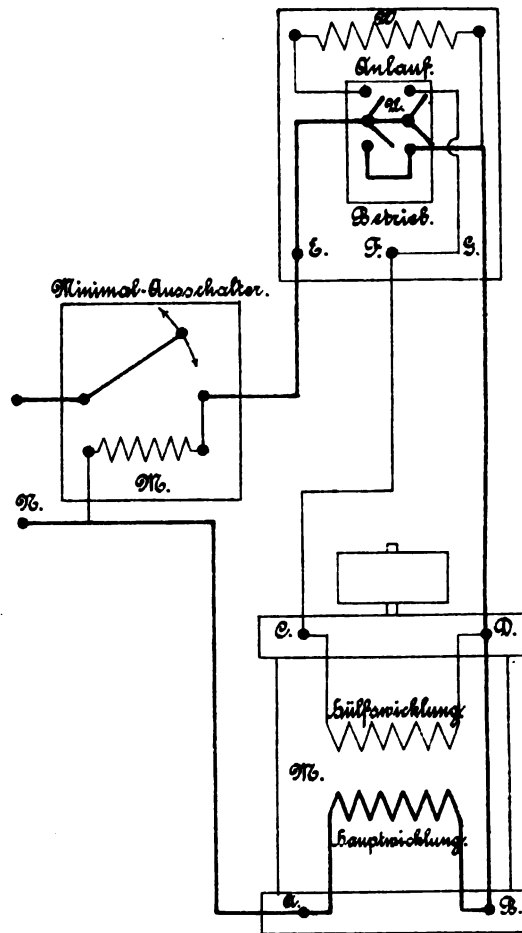 W.
Anlauf.
U.
Betrieb.
E. F. G.
Minimal-Ausschalter.
M.
N.
C. D.
Hülfswicklung.
M.
Hauptwicklung.
A. B.